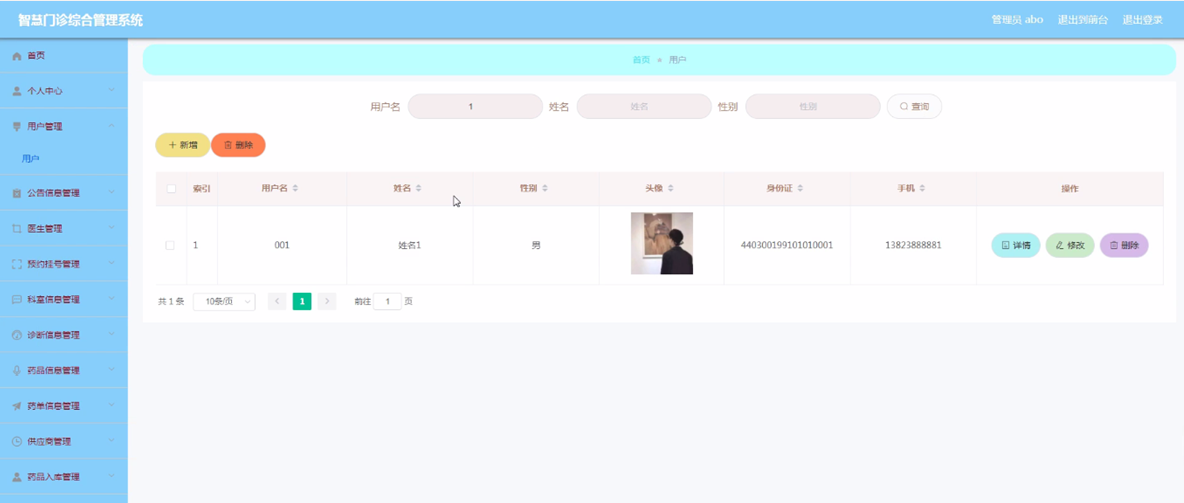 智慧门诊综合管理系统
管理员 abo 退出到前台 退出登录
首页
个人中心
用户管理
用户
公告信息管理
医生管理
预约挂号管理
科室信息管理
诊断信息管理
药品信息管理
药单信息管理
供应商管理
药品入库管理
首页 用户
用户名 1 姓名 姓名 性别 性别 查询
新增 删除
索引 用户名 姓名 性别 头像 身份证 手机 操作
1 001 姓名1 男 440300199101010001 13823888881 详情 修改 删除
共 1 条 10条/页 1 前往 1 页